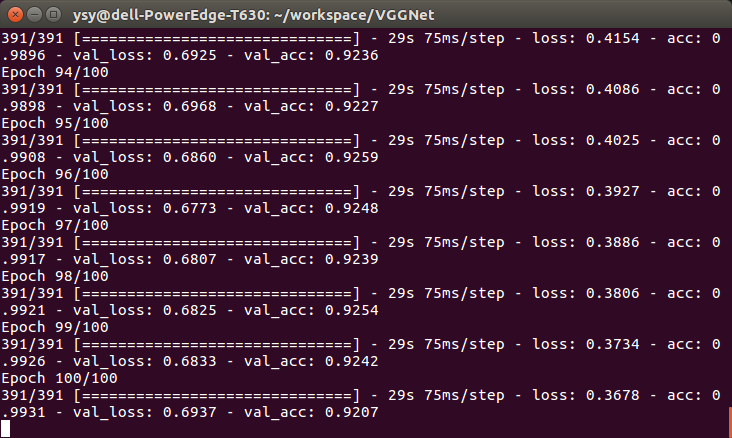 ysy@dell-PowerEdge-T630: ~/workspace/VGGNet
391/391 [==============================] - 29s 75ms/step - loss: 0.4154 - acc: 0
.9896 - val_loss: 0.6925 - val_acc: 0.9236
Epoch 94/100
391/391 [==============================] - 29s 75ms/step - loss: 0.4086 - acc: 0
.9898 - val_loss: 0.6968 - val_acc: 0.9227
Epoch 95/100
391/391 [==============================] - 29s 75ms/step - loss: 0.4025 - acc: 0
.9908 - val_loss: 0.6860 - val_acc: 0.9259
Epoch 96/100
391/391 [==============================] - 29s 75ms/step - loss: 0.3927 - acc: 0
.9919 - val_loss: 0.6773 - val_acc: 0.9248
Epoch 97/100
391/391 [==============================] - 29s 75ms/step - loss: 0.3886 - acc: 0
.9917 - val_loss: 0.6807 - val_acc: 0.9239
Epoch 98/100
391/391 [==============================] - 29s 75ms/step - loss: 0.3806 - acc: 0
.9921 - val_loss: 0.6825 - val_acc: 0.9254
Epoch 99/100
391/391 [==============================] - 29s 75ms/step - loss: 0.3734 - acc: 0
.9926 - val_loss: 0.6833 - val_acc: 0.9242
Epoch 100/100
391/391 [==============================] - 29s 75ms/step - loss: 0.3678 - acc: 0
.9931 - val_loss: 0.6937 - val_acc: 0.9207